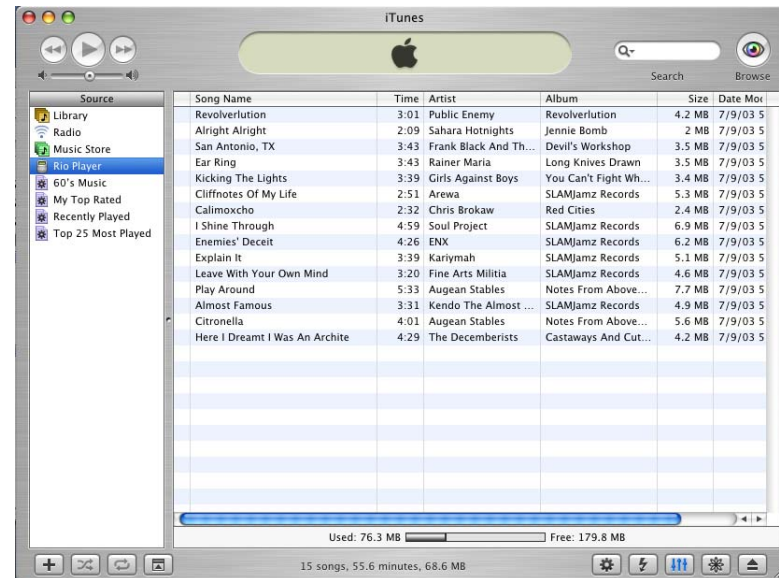 iTunes
Search
Browse
Source
Library
Radio
Music Store
Rio Player
60's Music
My Top Rated
Recently Played
Top 25 Most Played
Song Name Time Artist Album Size Date Moc
Revolverlution 3:01 Public Enemy Revolverlution 4.2 MB 7/9/03 5
Alright Alright 2:09 Sahara Hotnights Jennie Bomb 2 MB 7/9/03 5
San Antonio, TX 3:43 Frank Black And Th... Devil's Workshop 3.5 MB 7/9/03 5
Ear Ring 3:43 Rainer Maria Long Knives Drawn 3.5 MB 7/9/03 5
Kicking The Lights 3:39 Girls Against Boys You Can't Fight Wh... 3.4 MB 7/9/03 5
Cliffnotes Of My Life 2:51 Arewa SLAMJamz Records 5.3 MB 7/9/03 5
Calimoxcho 2:32 Chris Brokaw Red Cities 2.4 MB 7/9/03 5
I Shine Through 4:59 Soul Project SLAMJamz Records 6.9 MB 7/9/03 5
Enemies' Deceit 4:26 ENX SLAMJamz Records 6.2 MB 7/9/03 5
Explain It 3:39 Kariymah SLAMJamz Records 5.1 MB 7/9/03 5
Leave With Your Own Mind 3:20 Fine Arts Militia SLAMJamz Records 4.6 MB 7/9/03 5
Play Around 5:33 Augean Stables Notes From Above... 7.7 MB 7/9/03 5
Almost Famous 3:31 Kendo The Almost ... SLAMJamz Records 4.9 MB 7/9/03 5
Citronella 4:01 Augean Stables Notes From Above... 5.6 MB 7/9/03 5
Here I Dreamt I Was An Archite 4:29 The Decemberists Castaways And Cut... 4.2 MB 7/9/03 5
Used: 76.3 MB Free: 179.8 MB
15 songs, 55.6 minutes, 68.6 MB